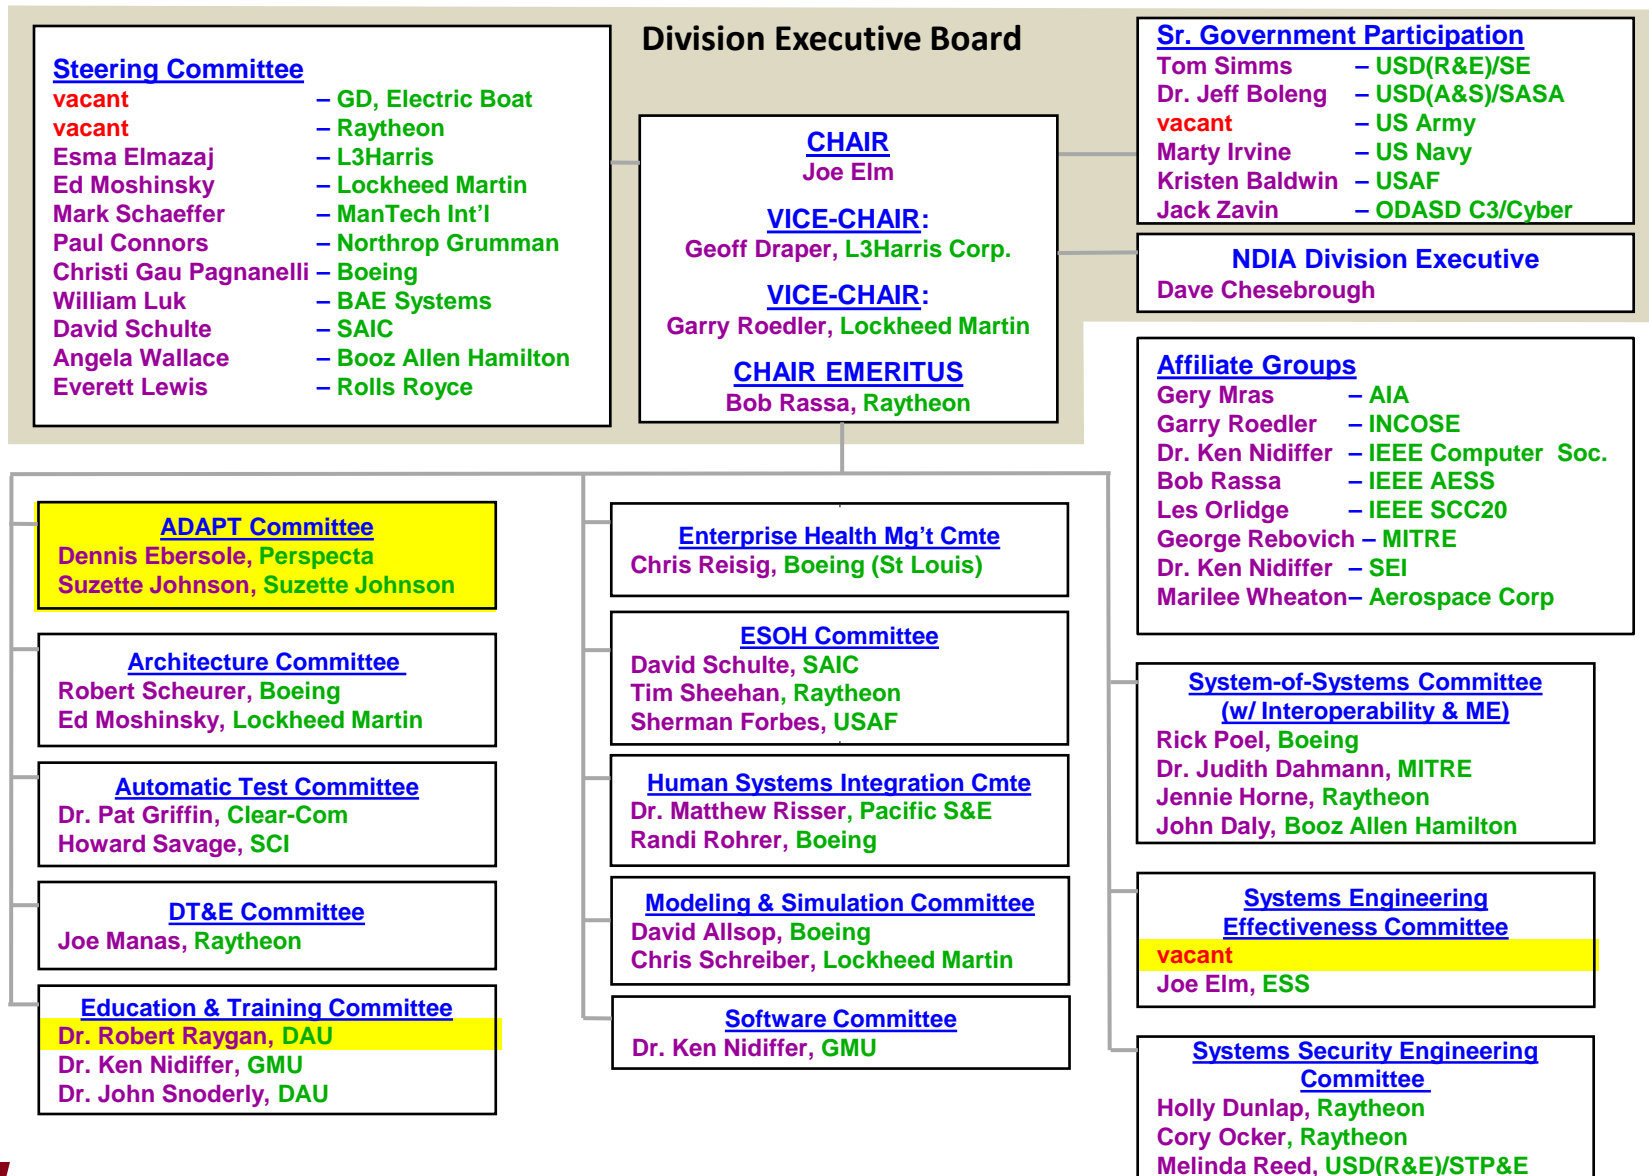 Division Executive Board
Steering Committee
vacant – GD, Electric Boat
vacant – Raytheon
Esma Elmazaj – L3Harris
Ed Moshinsky – Lockheed Martin
Mark Schaeffer – ManTech Int’l
Paul Connors – Northrop Grumman
Christi Gau Pagnanelli – Boeing
William Luk – BAE Systems
David Schulte – SAIC
Angela Wallace – Booz Allen Hamilton
Everett Lewis – Rolls Royce
CHAIR
Joe Elm
VICE-CHAIR:
Geoff Draper, L3Harris Corp.
VICE-CHAIR:
Garry Roedler, Lockheed Martin
CHAIR EMERITUS
Bob Rassa, Raytheon
Sr. Government Participation
Tom Simms – USD(R&E)/SE
Dr. Jeff Boleng – USD(A&S)/SASA
vacant – US Army
Marty Irvine – US Navy
Kristen Baldwin – USAF
Jack Zavin – ODASD C3/Cyber
NDIA Division Executive
Dave Chesebrough
Affiliate Groups
Gery Mras – AIA
Garry Roedler – INCOSE
Dr. Ken Nidiffer – IEEE Computer Soc.
Bob Rassa – IEEE AESS
Les Orlidge – IEEE SCC20
George Rebovich – MITRE
Dr. Ken Nidiffer – SEI
Marilee Wheaton– Aerospace Corp
ADAPT Committee
Dennis Ebersole, Perspecta
Suzette Johnson, Suzette Johnson
Architecture Committee
Robert Scheurer, Boeing
Ed Moshinsky, Lockheed Martin
Automatic Test Committee
Dr. Pat Griffin, Clear-Com
Howard Savage, SCI
DT&E Committee
Joe Manas, Raytheon
Education & Training Committee
Dr. Robert Raygan, DAU
Dr. Ken Nidiffer, GMU
Dr. John Snoderly, DAU
Enterprise Health Mg’t Cmte
Chris Reisig, Boeing (St Louis)
ESOH Committee
David Schulte, SAIC
Tim Sheehan, Raytheon
Sherman Forbes, USAF
Human Systems Integration Cmte
Dr. Matthew Risser, Pacific S&E
Randi Rohrer, Boeing
Modeling & Simulation Committee
David Allsop, Boeing
Chris Schreiber, Lockheed Martin
Software Committee
Dr. Ken Nidiffer, GMU
System-of-Systems Committee
(w/ Interoperability & ME)
Rick Poel, Boeing
Dr. Judith Dahmann, MITRE
Jennie Horne, Raytheon
John Daly, Booz Allen Hamilton
Systems Engineering
Effectiveness Committee
vacant
Joe Elm, ESS
Systems Security Engineering
Committee
Holly Dunlap, Raytheon
Cory Ocker, Raytheon
Melinda Reed, USD(R&E)/STP&E